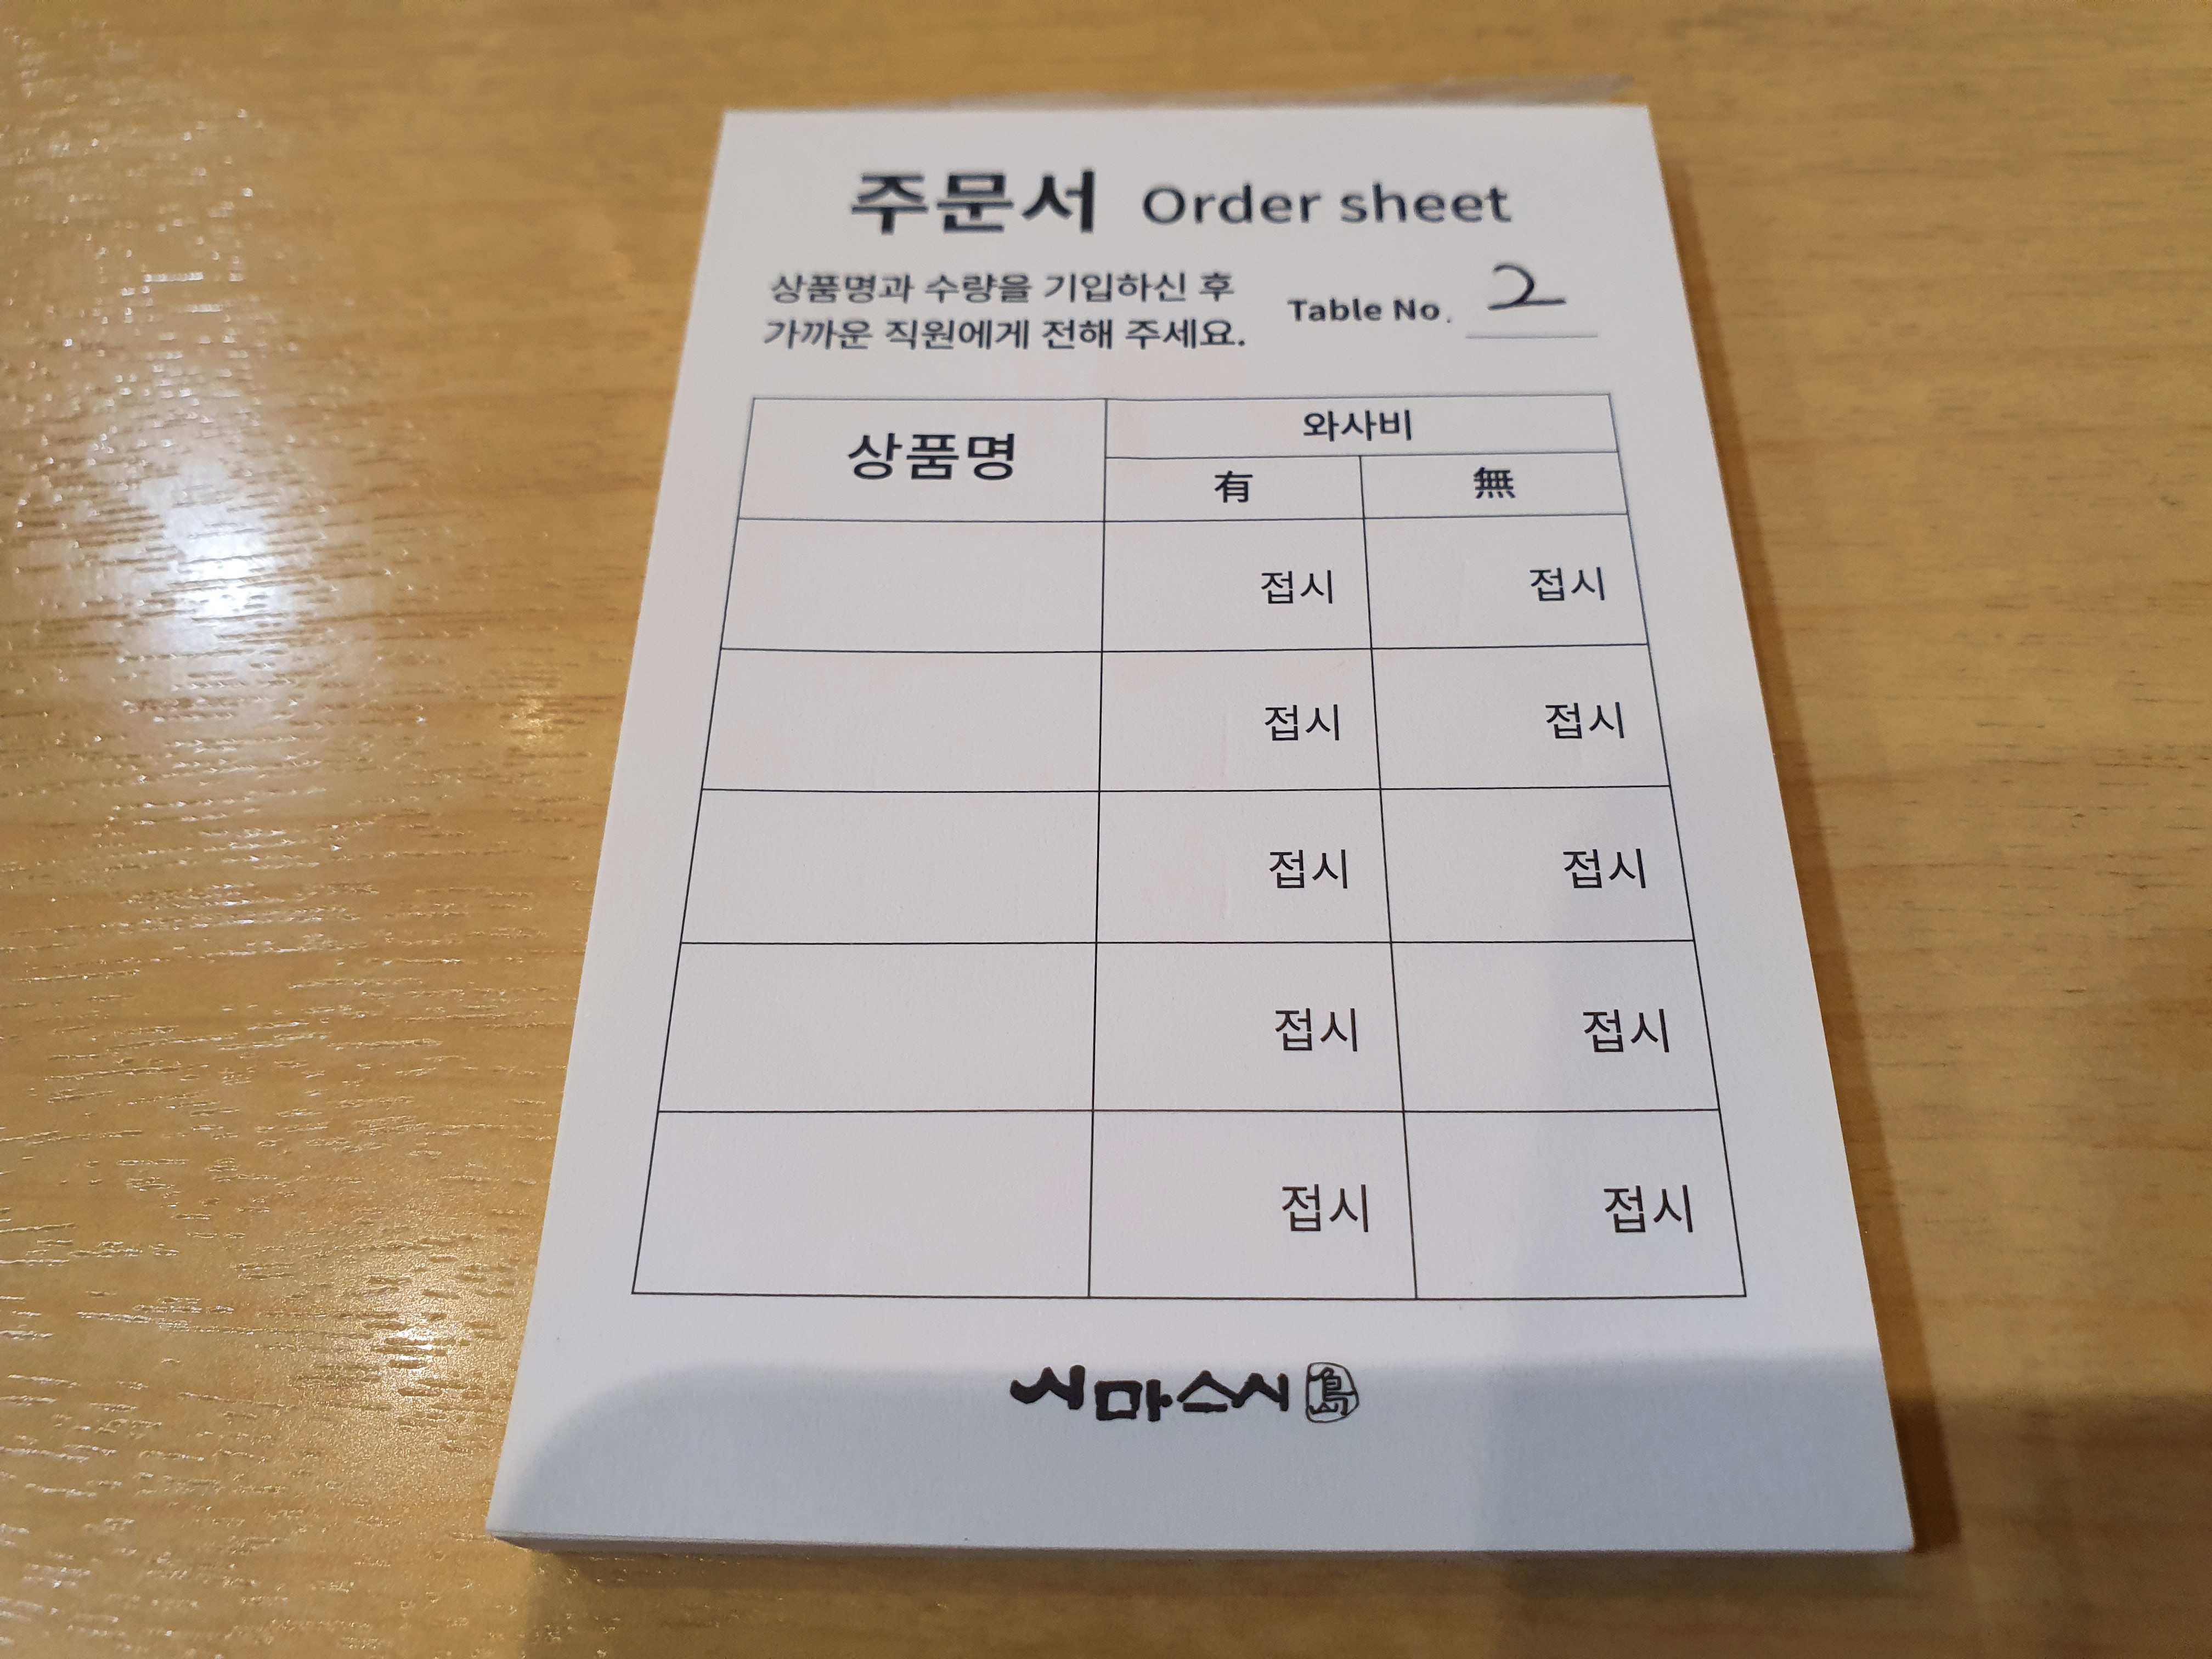 주문서 Order sheet
상품명과 수량을 기입하신 후
가까운 직원에게 전해 주세요.
Table No. 2
상품명
와사비
有 無
접시 접시
접시 접시
접시 접시
접시 접시
접시 접시
시마스시 島